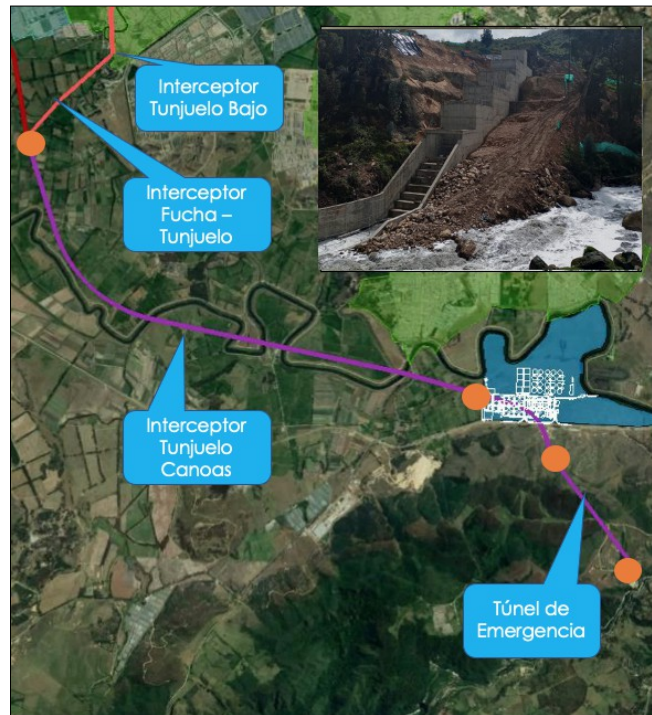 Interceptor
Tunjuelo Bajo
Interceptor
Fucha –
Tunjuelo
Interceptor
Tunjuelo
Canoas
Túnel de
Emergencia